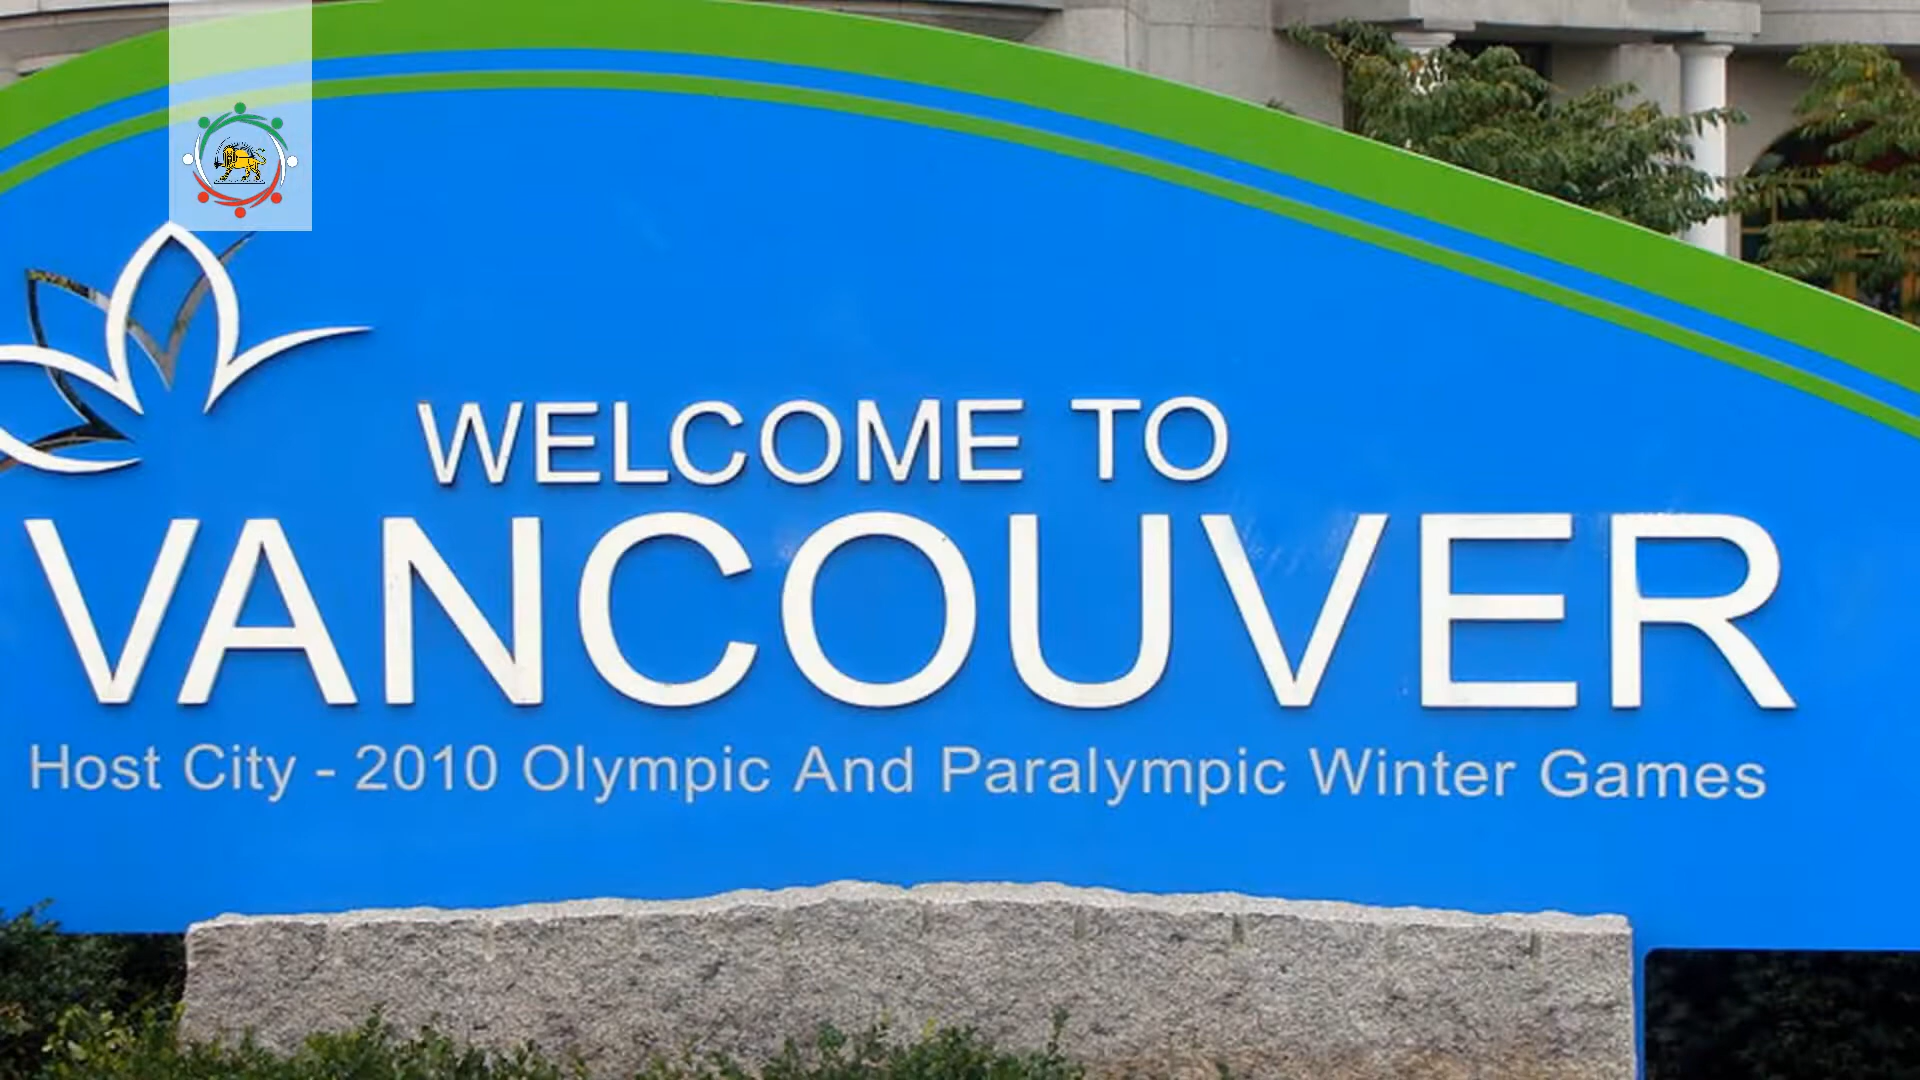 WELCOME TO
VANCOUVER
Host City - 2010 Olympic And Paralympic Winter Games